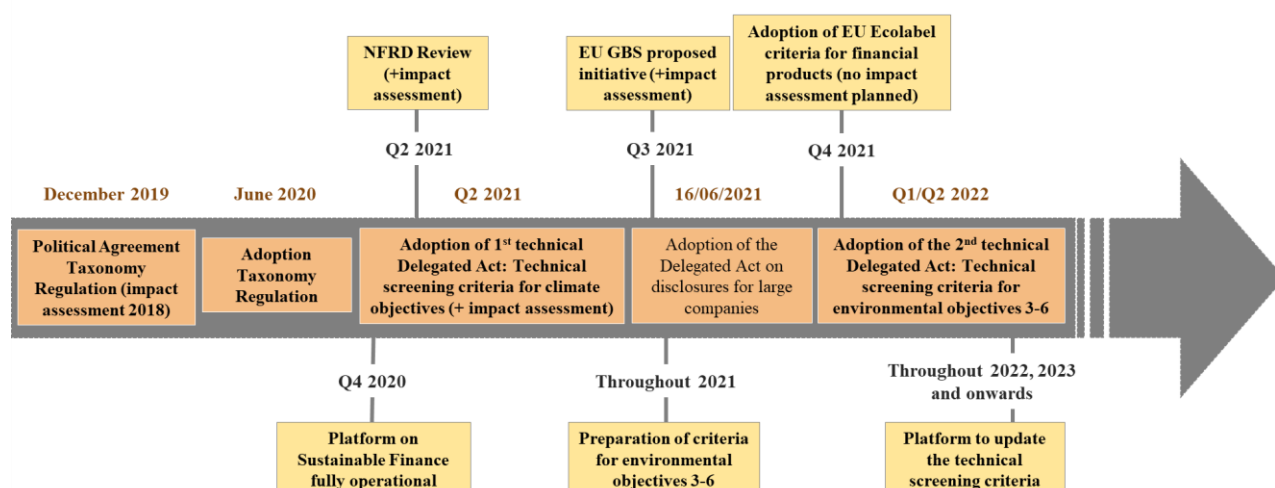 NFRD Review
(+impact
assessment)
EU GBS proposed
initiative (+impact
assessment)
Adoption of EU Ecolabel
criteria for financial
products (no impact
assessment planned)
Q2 2021
Q3 2021
Q4 2021
December 2019
June 2020
Q2 2021
16/06/2021
Q1/Q2 2022
Political Agreement
Taxonomy
Regulation (impact
assessment 2018)
Adoption
Taxonomy
Regulation
Adoption of 1st technical
Delegated Act: Technical
screening criteria for climate
objectives (+ impact assessment)
Adoption of the
Delegated Act on
disclosures for large
companies
Adoption of the 2nd technical
Delegated Act: Technical
screening criteria for
environmental objectives 3-6
Q4 2020
Throughout 2021
Throughout 2022, 2023
and onwards
Platform on
Sustainable Finance
fully operational
Preparation of criteria
for environmental
objectives 3-6
Platform to update
the technical
screening criteria